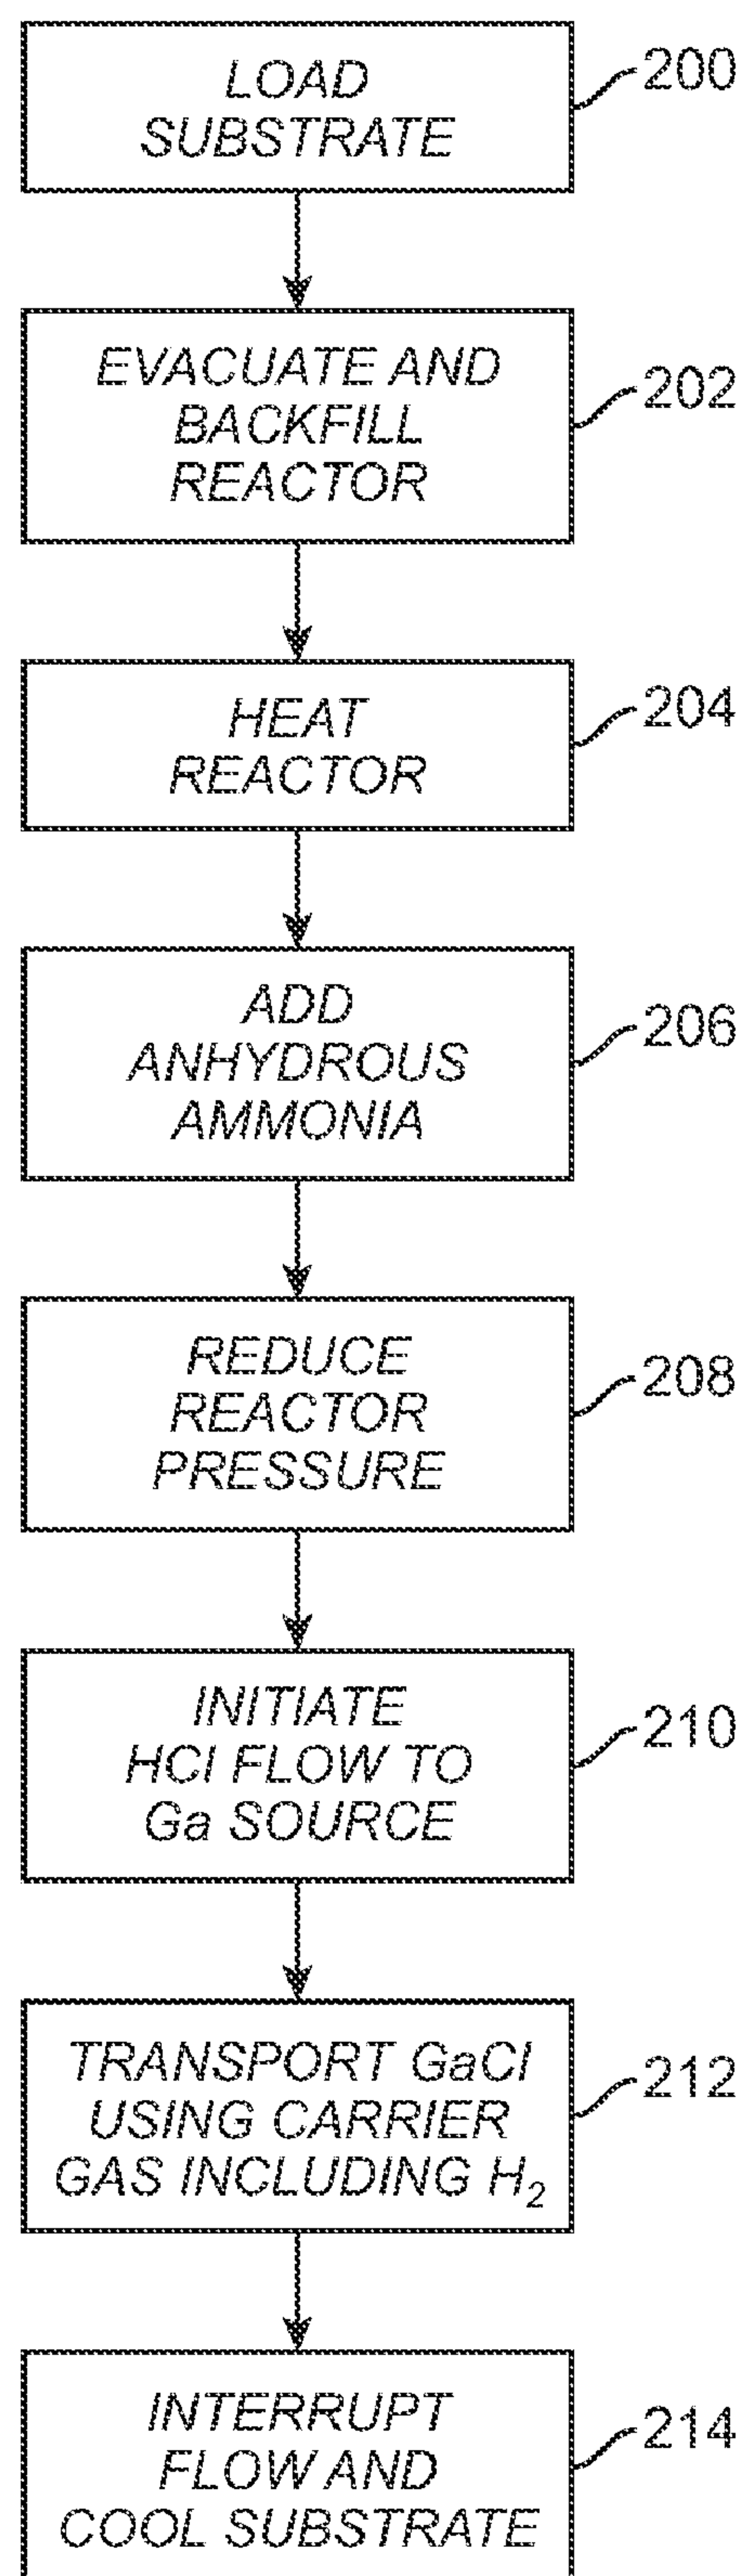 LOAD
SUBSTRATE
200
EVACUATE AND
BACKFILL
REACTOR
202
HEAT
REACTOR
204
ADD
ANHYDROUS
AMMONIA
206
REDUCE
REACTOR
PRESSURE
208
INITIATE
HCl FLOW TO
Ga SOURCE
210
TRANSPORT GaCl
USING CARRIER
GAS INCLUDING H₂
212
INTERRUPT
FLOW AND
COOL SUBSTRATE
214